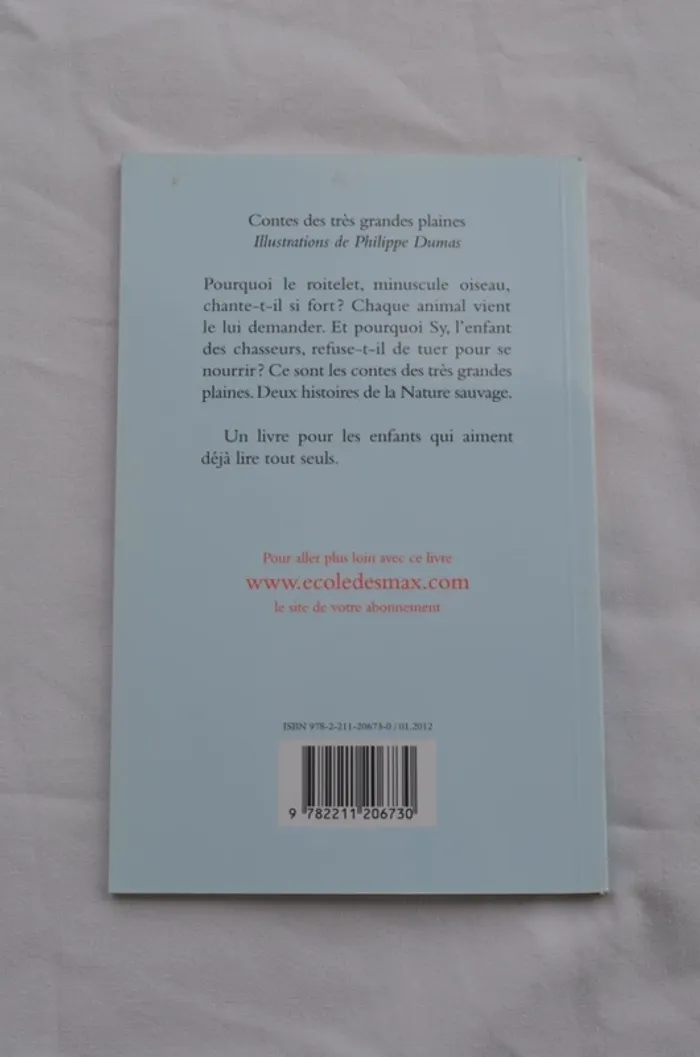 Contes des très grandes plaines
Illustrations de Philippe Dumas
Pourquoi le roitelet, minuscule oiseau,
chante-t-il si fort ? Chaque animal vient
le lui demander. Et pourquoi Sy, l'enfant
des chasseurs, refuse-t-il de tuer pour se
nourrir ? Ce sont les contes des très grandes
plaines. Deux histoires de la Nature sauvage.
Un livre pour les enfants qui aiment
déjà lire tout seuls.
Pour aller plus loin avec ce livre
www.ecoledesmax.com
le site de votre abonnement
ISBN 978-2-211-20673-0 / 01.2012
9 782211 206730